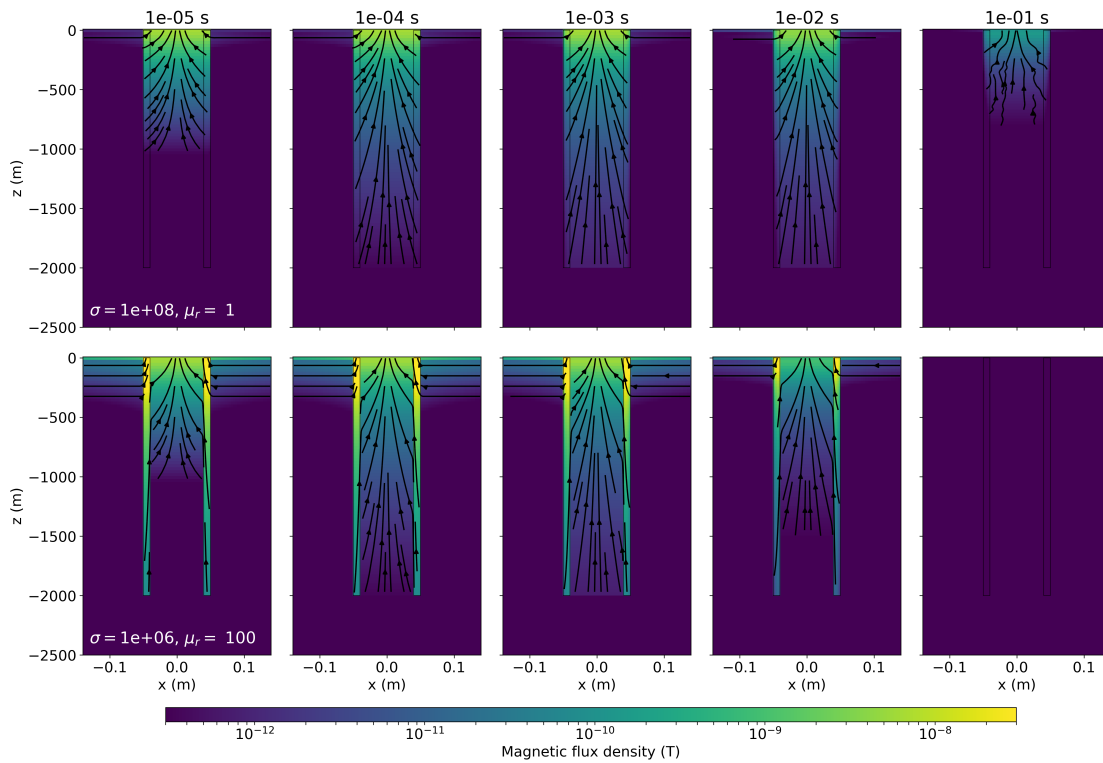 1e-05 s 1e-04 s 1e-03 s 1e-02 s 1e-01 s
z (m)
0
−500
−1000
−1500
−2000
−2500
σ = 1e+08, μr = 1
z (m)
0
−500
−1000
−1500
−2000
−2500
σ = 1e+06, μr = 100
−0.1 0.0 0.1 −0.1 0.0 0.1 −0.1 0.0 0.1 −0.1 0.0 0.1 −0.1 0.0 0.1
x (m) x (m) x (m) x (m) x (m)
10⁻¹² 10⁻¹¹ 10⁻¹⁰ 10⁻⁹ 10⁻⁸
Magnetic flux density (T)